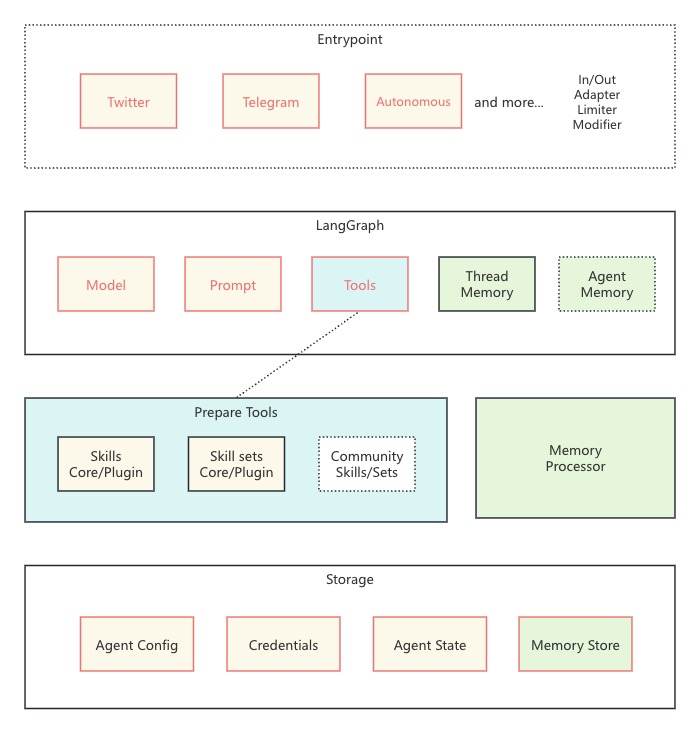 Entrypoint
Twitter
Telegram
Autonomous
and more...
In/Out
Adapter
Limiter
Modifier
LangGraph
Model
Prompt
Tools
Thread
Memory
Agent
Memory
Prepare Tools
Skills
Core/Plugin
Skill sets
Core/Plugin
Community
Skills/Sets
Memory
Processor
Storage
Agent Config
Credentials
Agent State
Memory Store